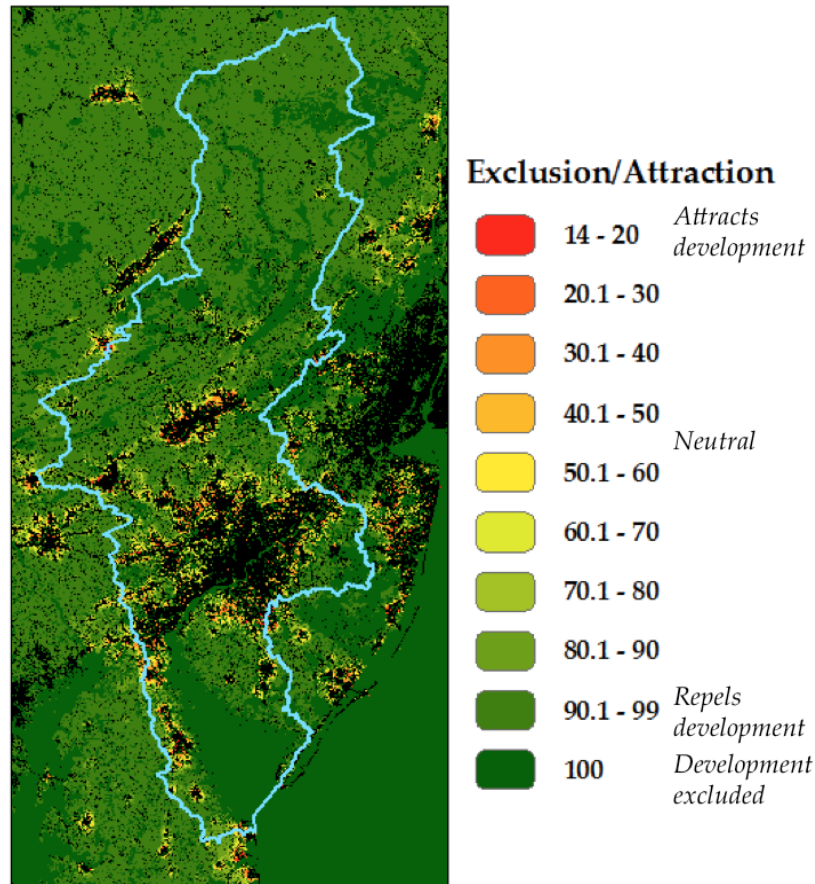 Exclusion/Attraction
14 - 20 Attracts
development
20.1 - 30
30.1 - 40
40.1 - 50
Neutral
50.1 - 60
60.1 - 70
70.1 - 80
80.1 - 90
90.1 - 99 Repels
development
100 Development
excluded